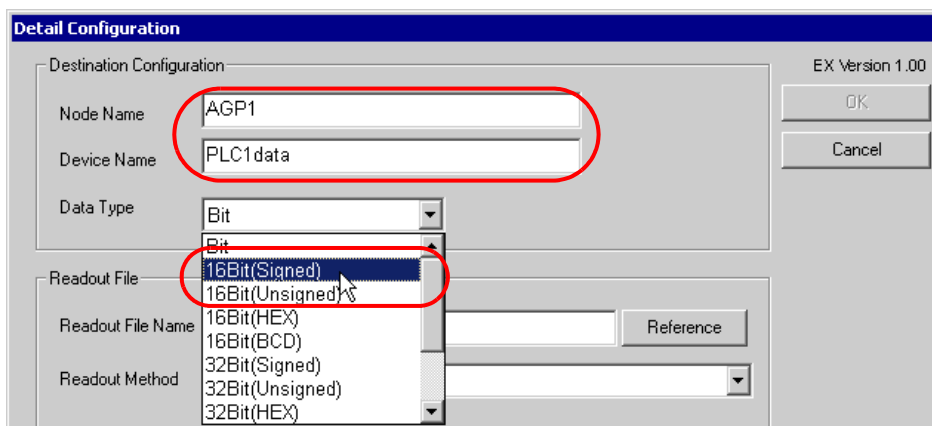 Detail Configuration
Destination Configuration
EX Version 1.00
Node Name
AGP1
OK
Device Name
PLC1data
Cancel
Data Type
Bit
Bit
16Bit(Signed)
16Bit(Unsigned)
16Bit(HEX)
16Bit(BCD)
32Bit(Signed)
32Bit(Unsigned)
32Bit(HEX)
Readout File
Readout File Name
Reference
Readout Method